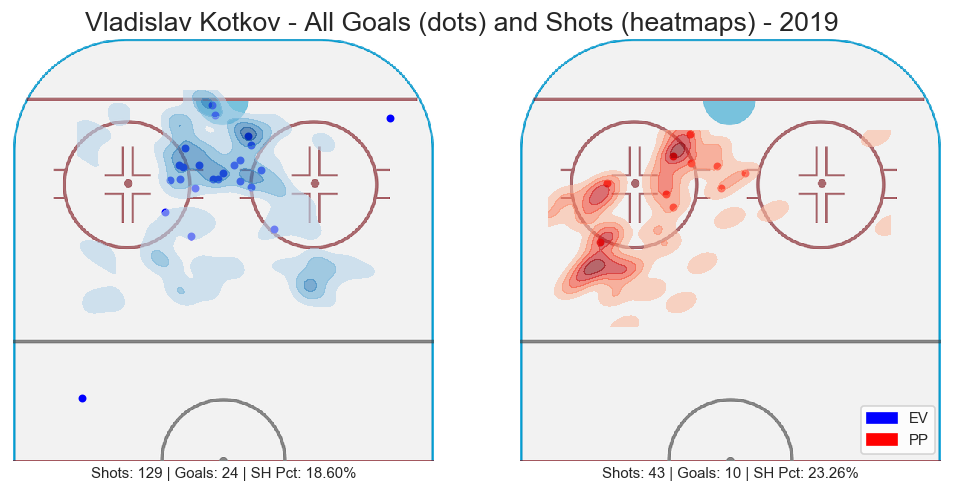 Vladislav Kotkov - All Goals (dots) and Shots (heatmaps) - 2019
EV
PP
Shots: 129 | Goals: 24 | SH Pct: 18.60%
Shots: 43 | Goals: 10 | SH Pct: 23.26%